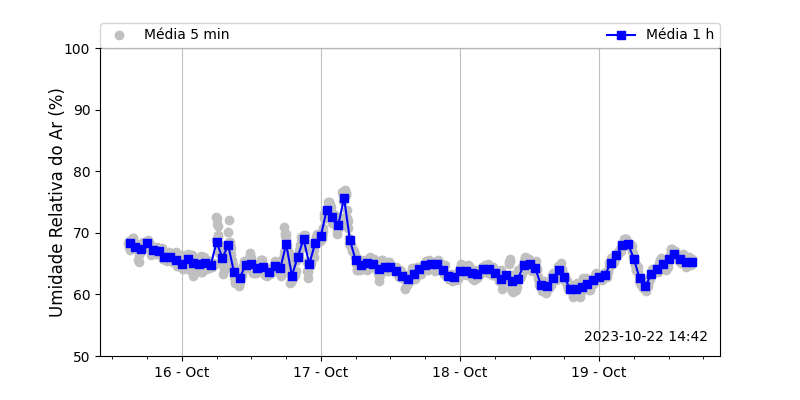 Média 5 min
Média 1 h
Umidade Relativa do Ar (%)
100
90
80
70
60
50
2023-10-22 14:42
16 - Oct
17 - Oct
18 - Oct
19 - Oct